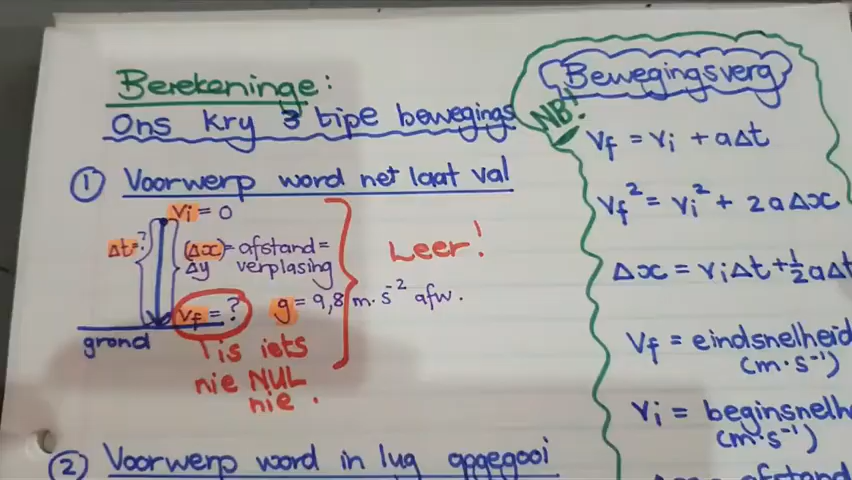 Berekeninge:
Ons kry 3 tipe bewegings
① Voorwerp word net laat val
vi = 0
Δt=?
(Δx) = afstand =
Δy verplasing
vf = ?
g = 9,8 m·s⁻² afw.
grond
is iets
nie NUL
nie.
Leer!
② Voorwerp word in lug opgegooi
NB!
Bewegingsverg
vf = vi + aΔt
vf² = vi² + 2aΔx
Δx = viΔt + ½aΔt
vf = eindsnelheid
(m·s⁻¹)
vi = beginsnelh
(m·s⁻¹)